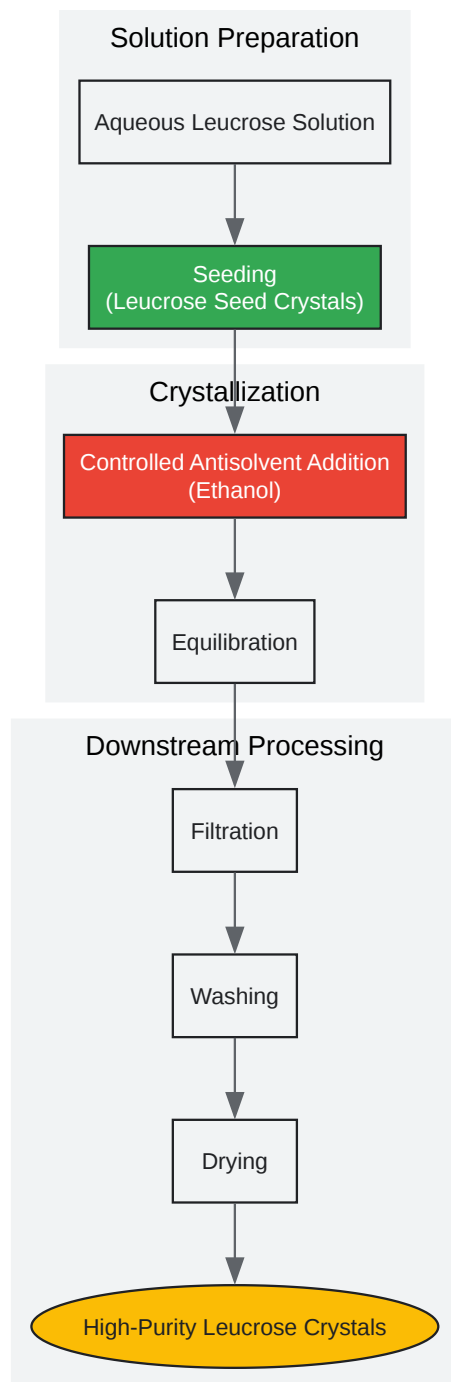 Solution Preparation
Aqueous Leucrose Solution
Seeding
(Leucrose Seed Crystals)
Crystallization
Controlled Antisolvent Addition
(Ethanol)
Equilibration
Downstream Processing
Filtration
Washing
Drying
High-Purity Leucrose Crystals